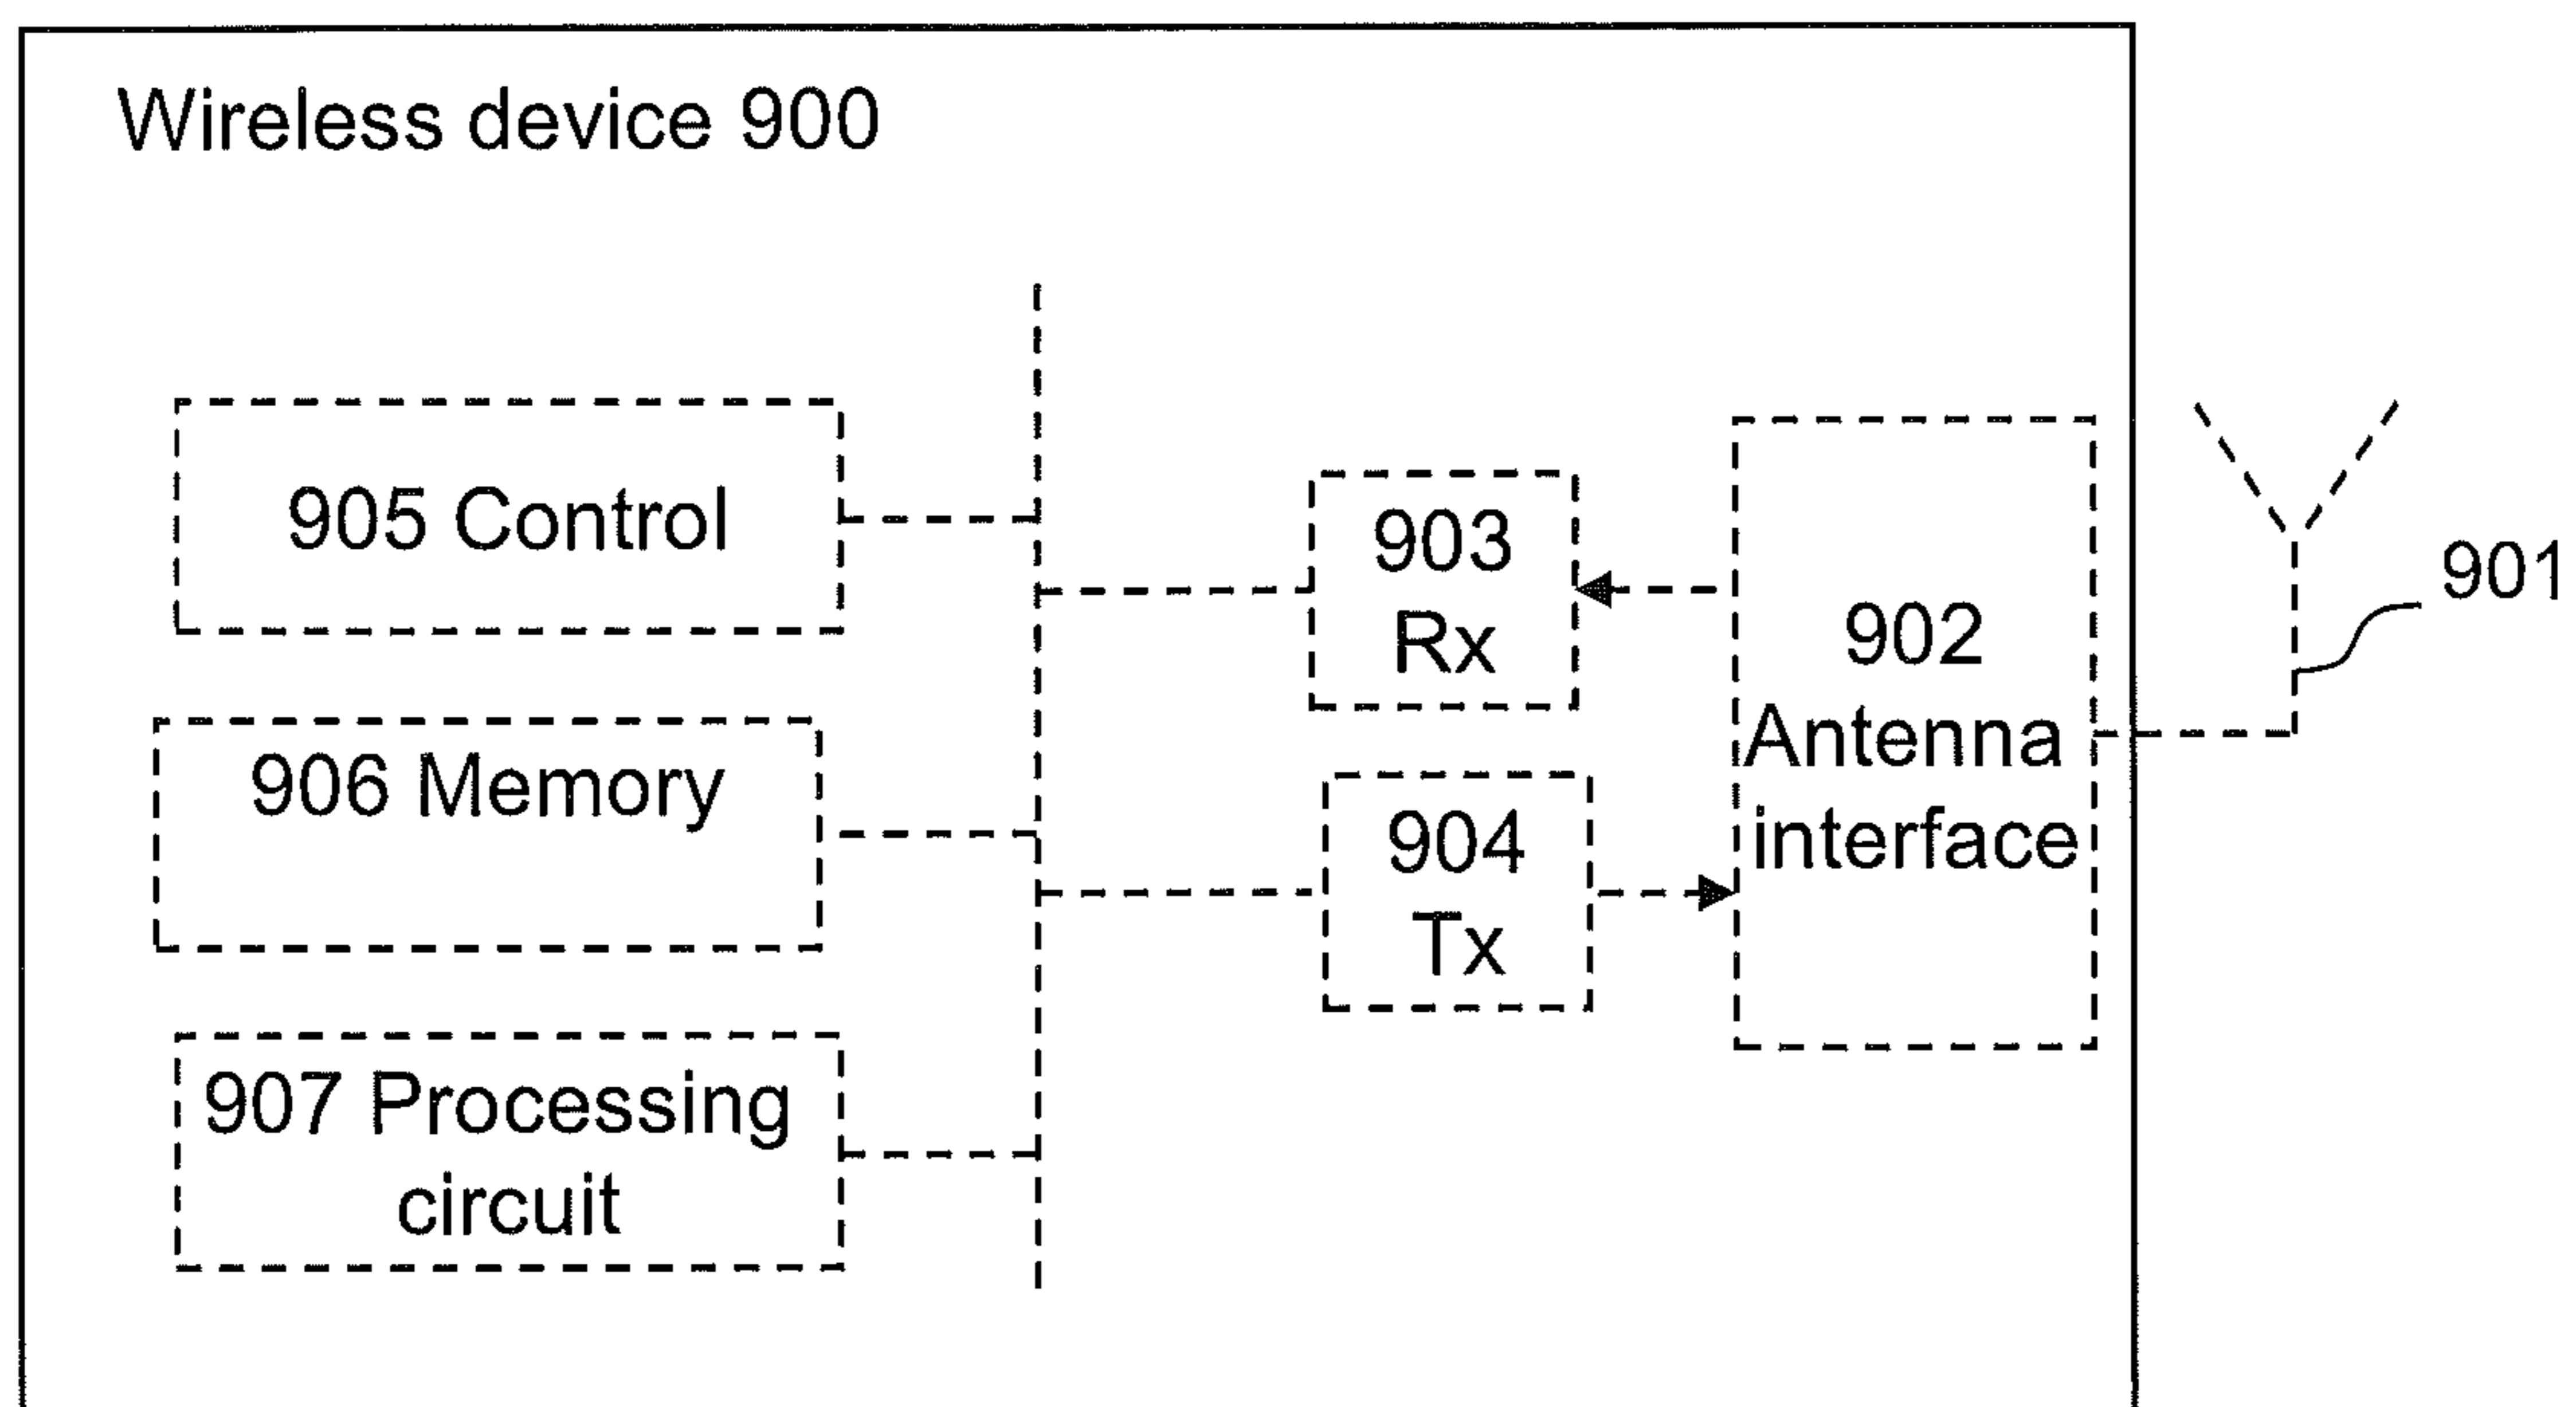 Wireless device 900
905 Control
903
Rx
902
Antenna
interface
901
906 Memory
904
Tx
907 Processing
circuit